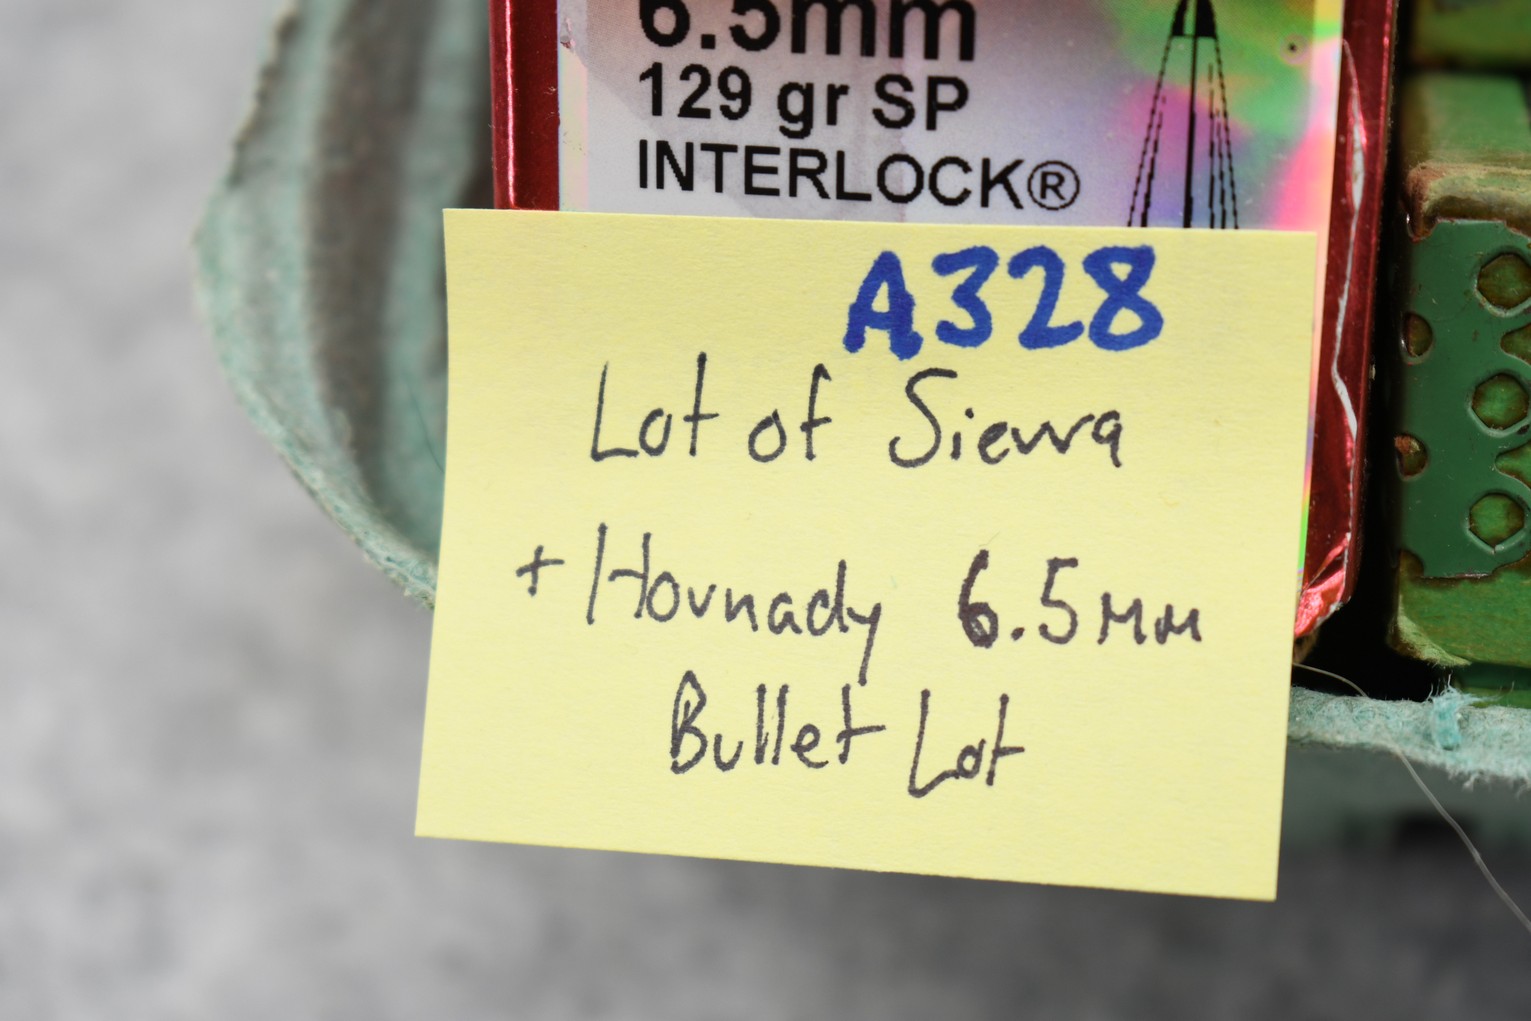 6.5mm
129 gr SP
INTERLOCK®
A328
Lot of Sierra
+ Hornady 6.5mm
Bullet Lot